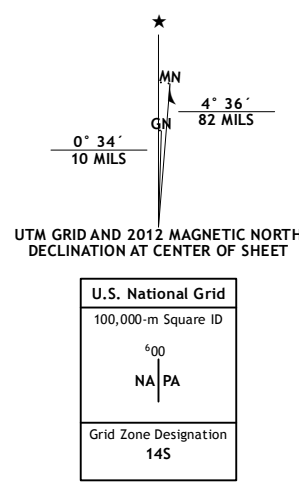 ★
MN
GN
4° 36´
82 MILS
0° 34´
10 MILS
UTM GRID AND 2012 MAGNETIC NORTH
DECLINATION AT CENTER OF SHEET
U.S. National Grid
100,000-m Square ID
⁶00
NA PA
Grid Zone Designation
14S